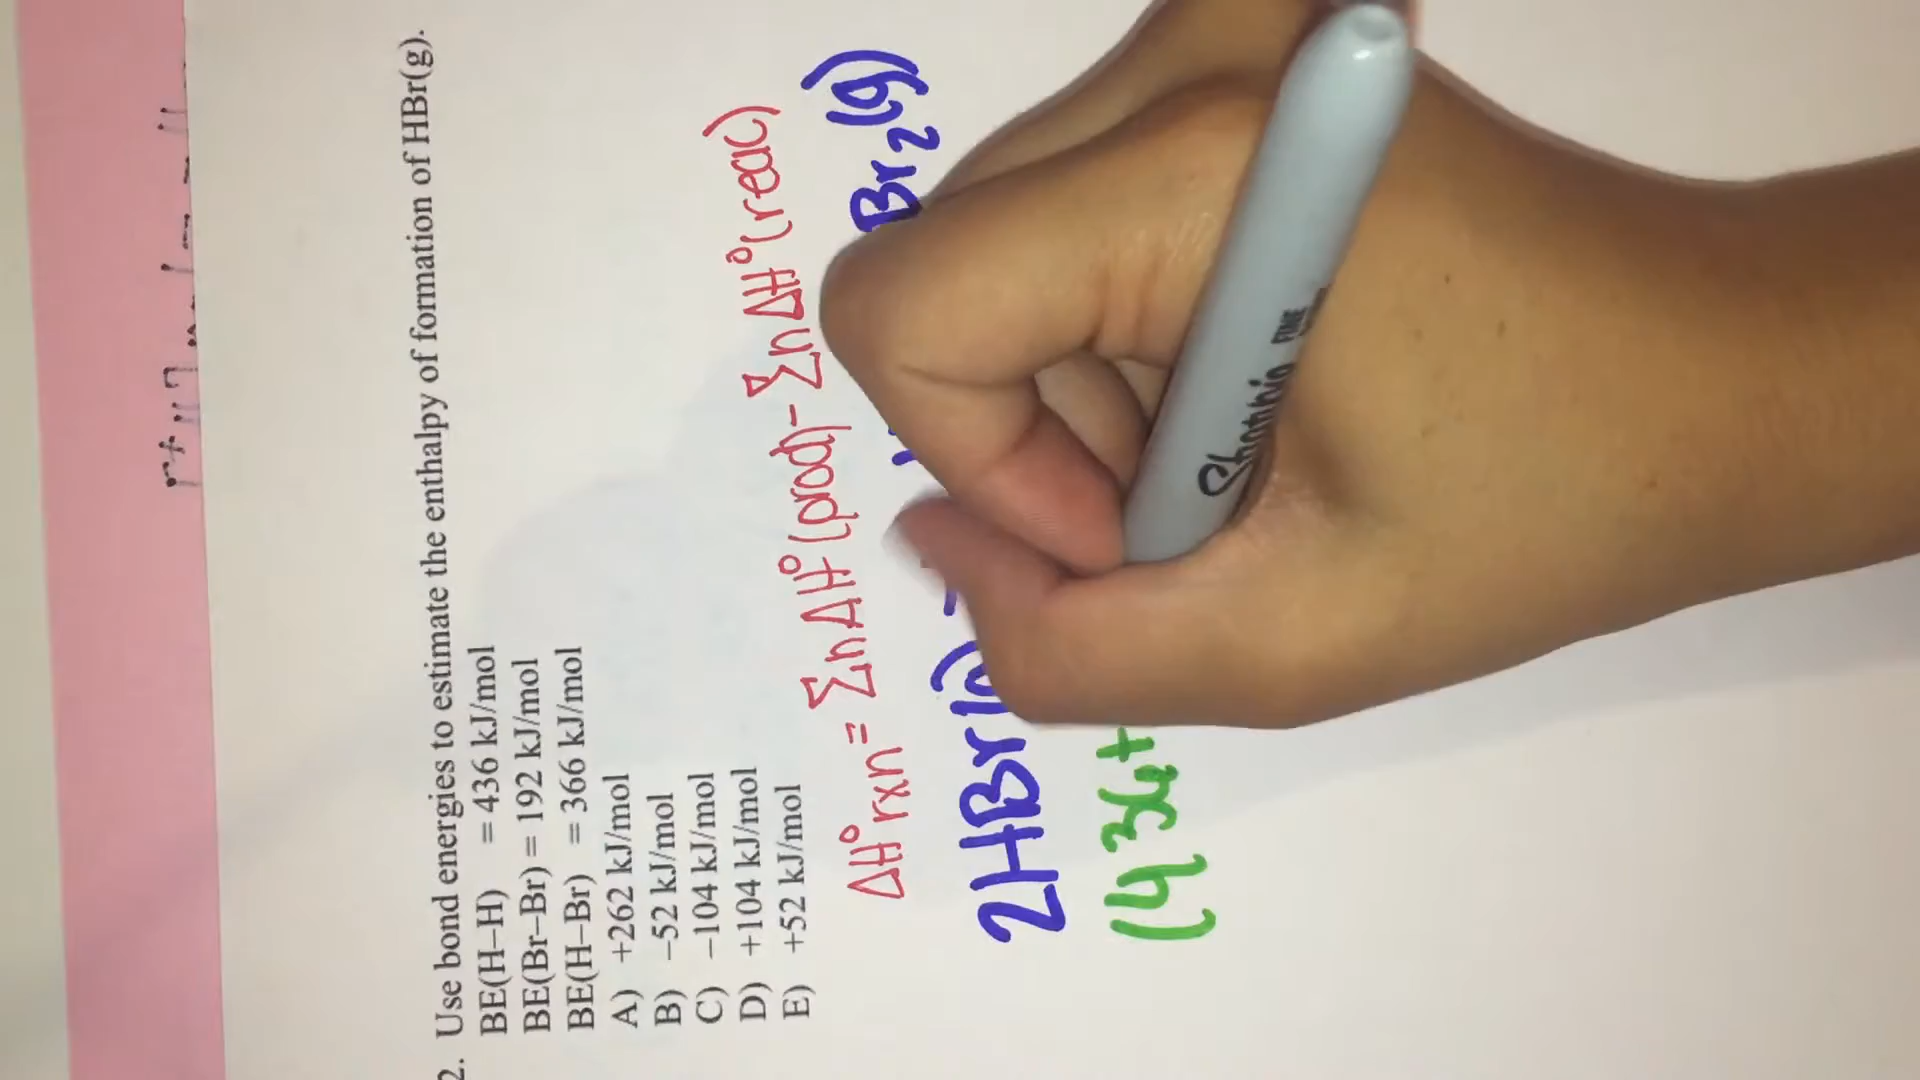 2. Use bond energies to estimate the enthalpy of formation of HBr(g).
BE(H–H) = 436 kJ/mol
BE(Br–Br) = 192 kJ/mol
BE(H–Br) = 366 kJ/mol
A) +262 kJ/mol
B) –52 kJ/mol
C) –104 kJ/mol
D) +104 kJ/mol
E) +52 kJ/mol
ΔH°rxn = ΣnΔH°(prod) - ΣnΔH°(reac)
2HBr(g) Br₂(g)
(436+
Sharpie FINE